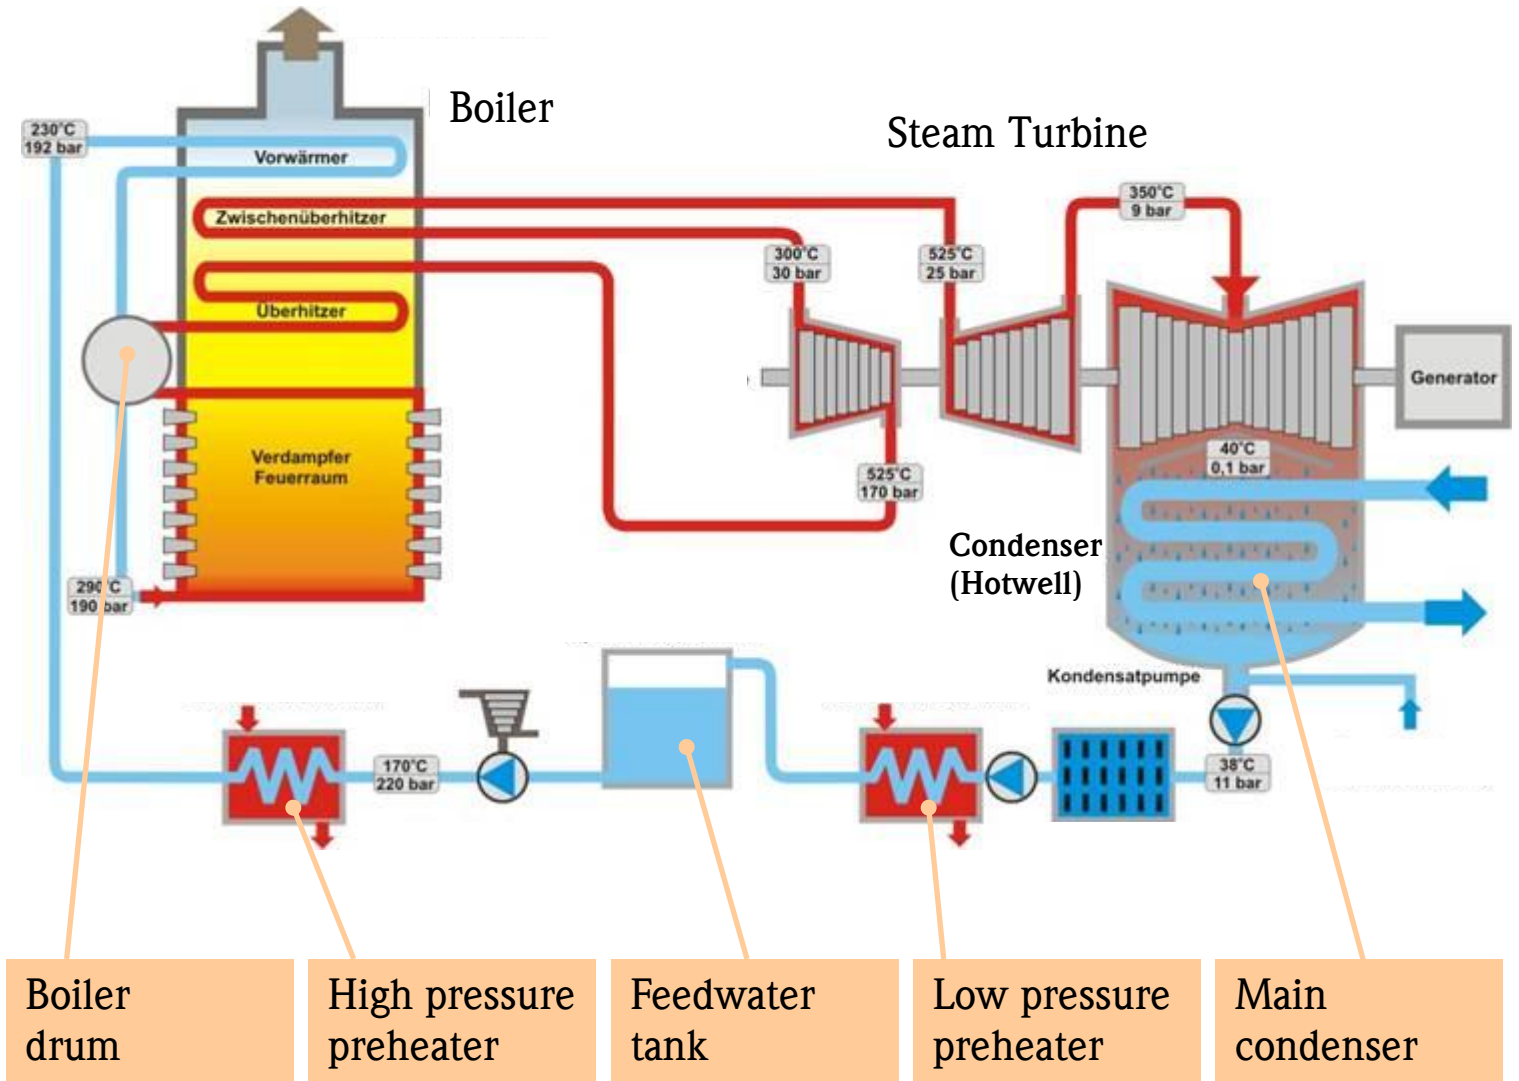 Boiler
Steam Turbine
230°C
192 bar
Vorwärmer
350°C
9 bar
Zwischenüberhitzer
300°C
30 bar
525°C
25 bar
Überhitzer
Generator
Verdampfer
Feuerraum
40°C
0,1 bar
525°C
170 bar
Condenser
(Hotwell)
290°C
190 bar
Kondensatpumpe
170°C
220 bar
38°C
11 bar
Boiler
drum
High pressure
preheater
Feedwater
tank
Low pressure
preheater
Main
condenser